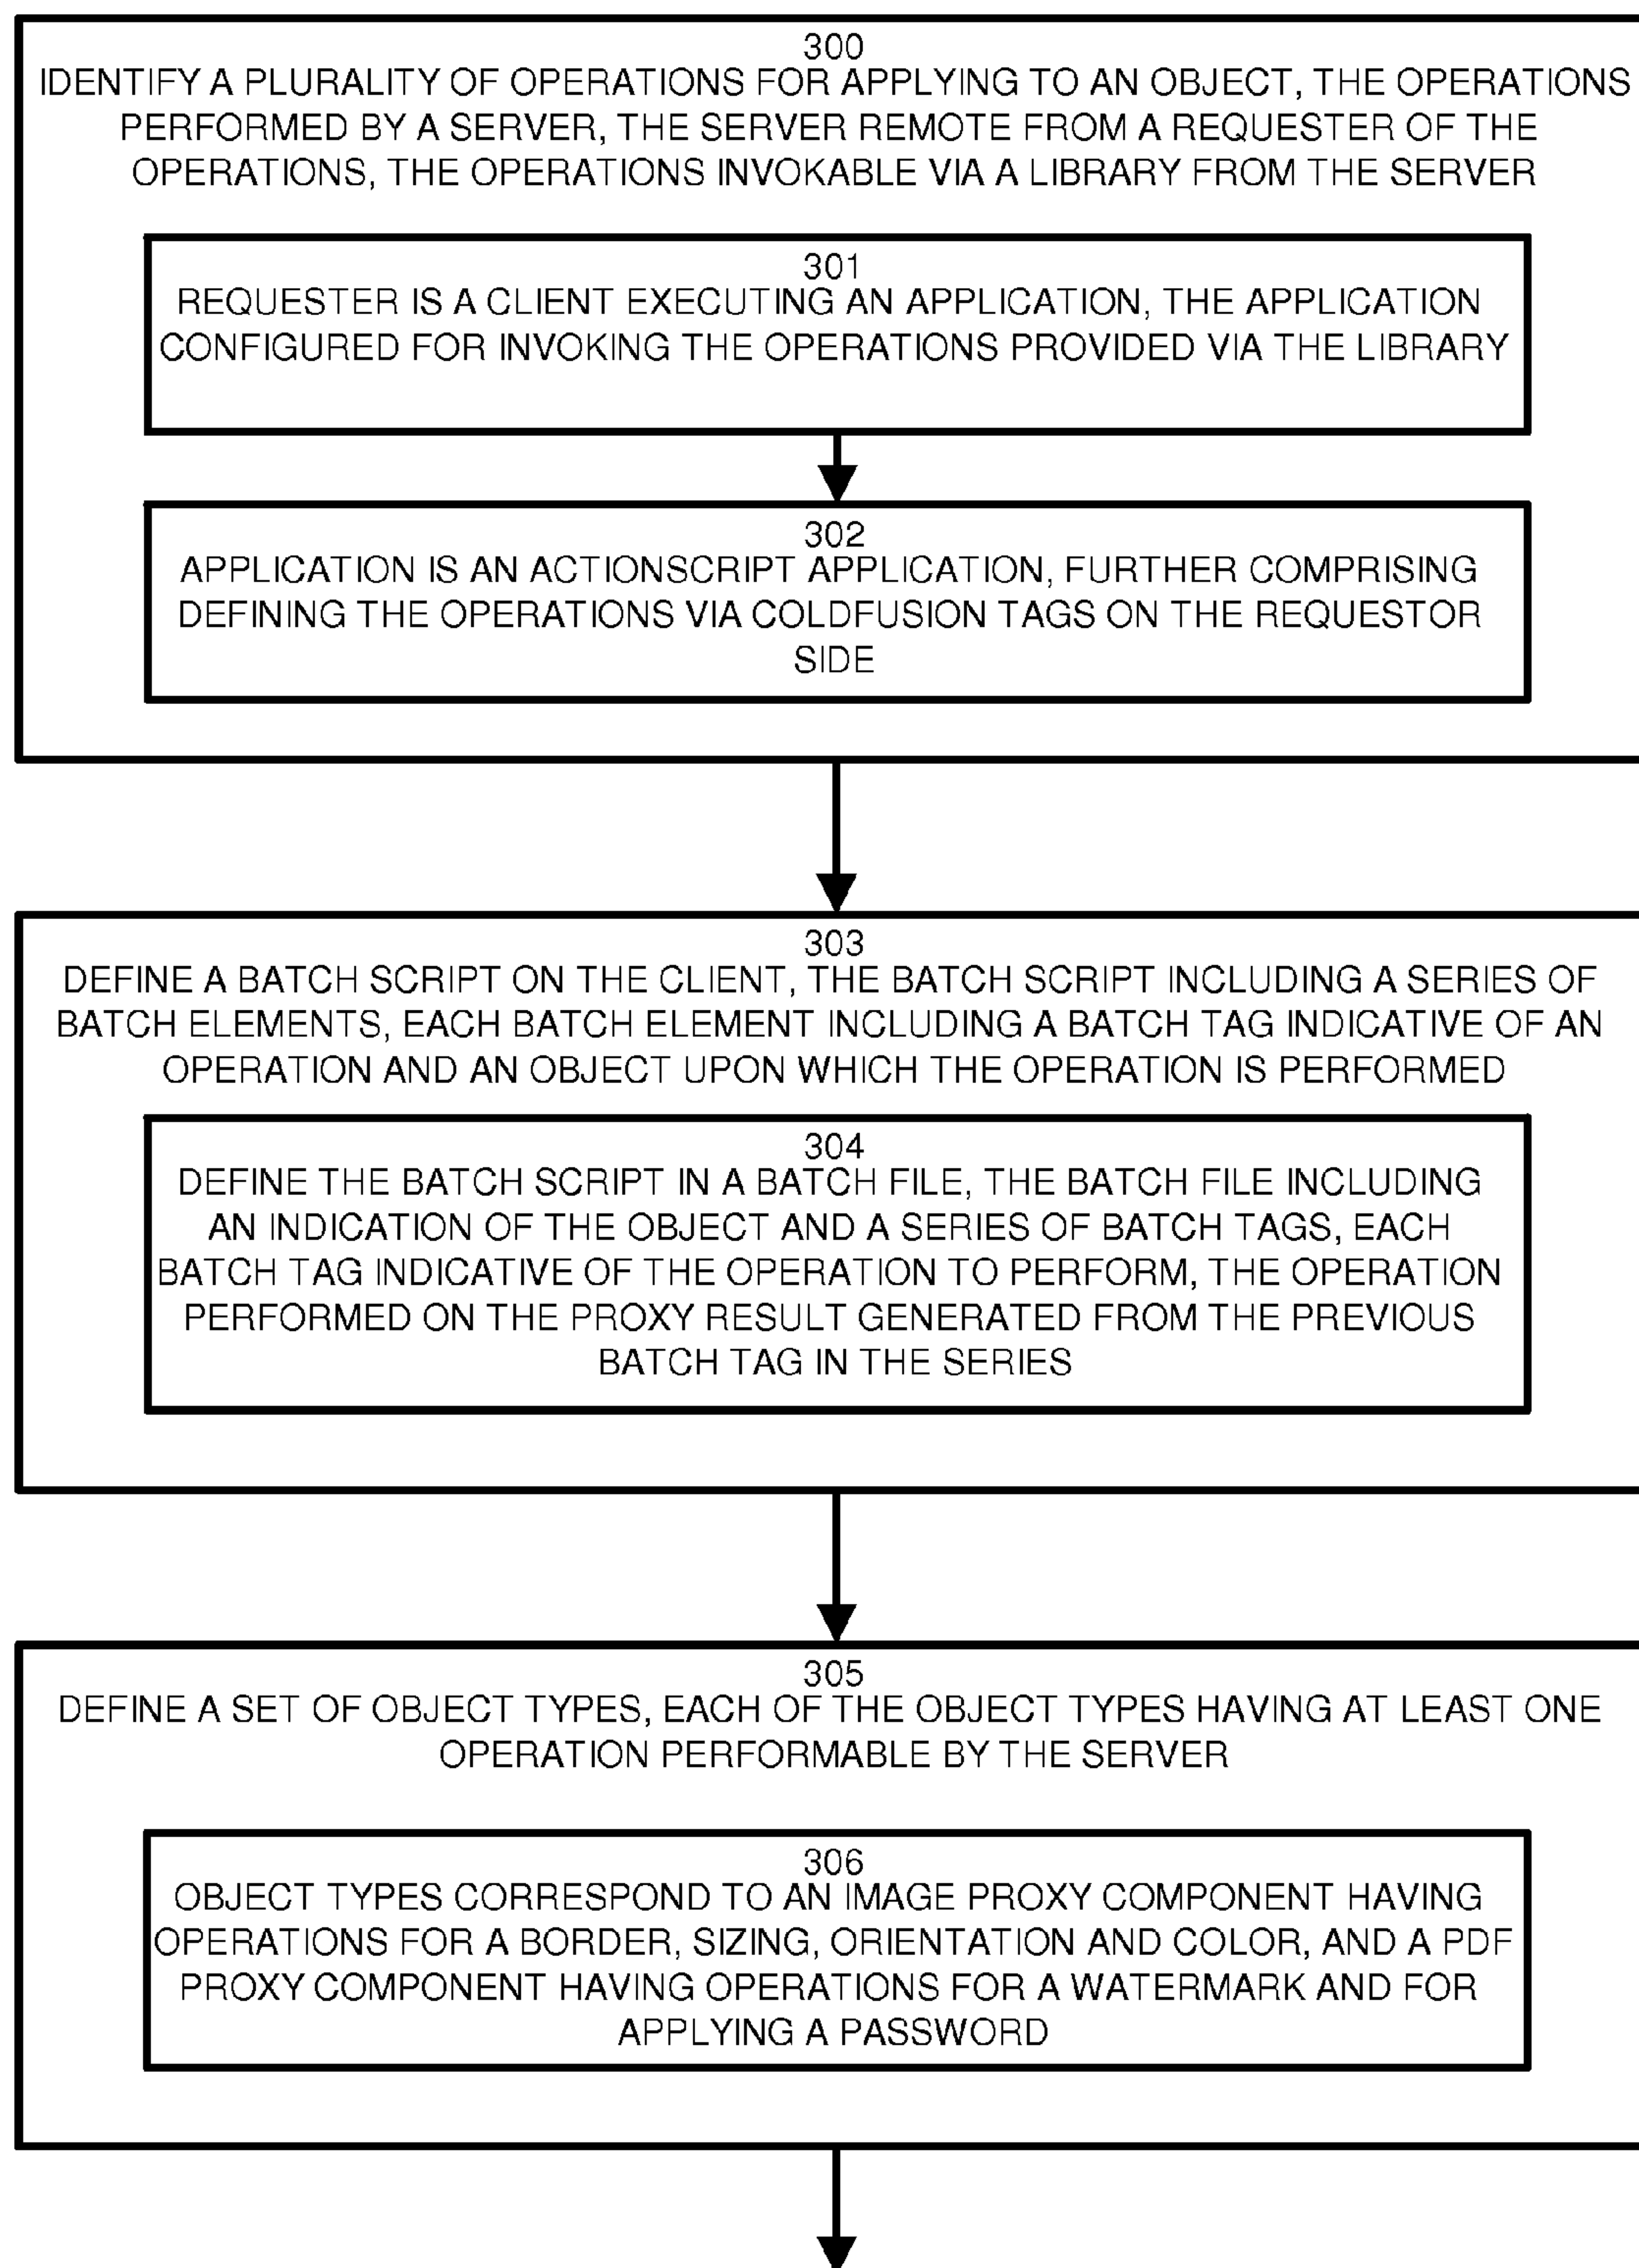 300
IDENTIFY A PLURALITY OF OPERATIONS FOR APPLYING TO AN OBJECT, THE OPERATIONS
PERFORMED BY A SERVER, THE SERVER REMOTE FROM A REQUESTER OF THE
OPERATIONS, THE OPERATIONS INVOKABLE VIA A LIBRARY FROM THE SERVER
301
REQUESTER IS A CLIENT EXECUTING AN APPLICATION, THE APPLICATION
CONFIGURED FOR INVOKING THE OPERATIONS PROVIDED VIA THE LIBRARY
302
APPLICATION IS AN ACTIONSCRIPT APPLICATION, FURTHER COMPRISING
DEFINING THE OPERATIONS VIA COLDFUSION TAGS ON THE REQUESTOR
SIDE
303
DEFINE A BATCH SCRIPT ON THE CLIENT, THE BATCH SCRIPT INCLUDING A SERIES OF
BATCH ELEMENTS, EACH BATCH ELEMENT INCLUDING A BATCH TAG INDICATIVE OF AN
OPERATION AND AN OBJECT UPON WHICH THE OPERATION IS PERFORMED
304
DEFINE THE BATCH SCRIPT IN A BATCH FILE, THE BATCH FILE INCLUDING
AN INDICATION OF THE OBJECT AND A SERIES OF BATCH TAGS, EACH
BATCH TAG INDICATIVE OF THE OPERATION TO PERFORM, THE OPERATION
PERFORMED ON THE PROXY RESULT GENERATED FROM THE PREVIOUS
BATCH TAG IN THE SERIES
305
DEFINE A SET OF OBJECT TYPES, EACH OF THE OBJECT TYPES HAVING AT LEAST ONE
OPERATION PERFORMABLE BY THE SERVER
306
OBJECT TYPES CORRESPOND TO AN IMAGE PROXY COMPONENT HAVING
OPERATIONS FOR A BORDER, SIZING, ORIENTATION AND COLOR, AND A PDF
PROXY COMPONENT HAVING OPERATIONS FOR A WATERMARK AND FOR
APPLYING A PASSWORD